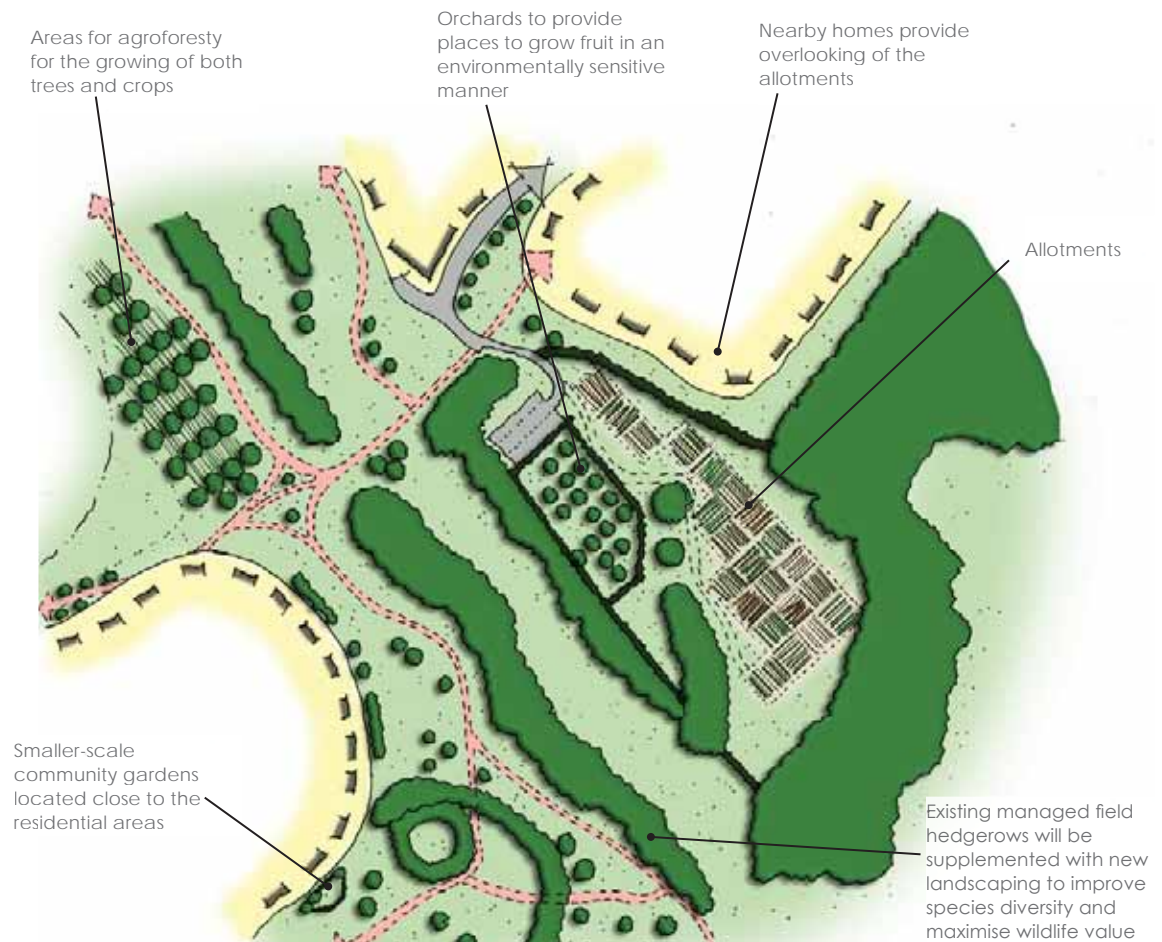 Areas for agroforesty
for the growing of both
trees and crops
Orchards to provide
places to grow fruit in an
environmentally sensitive
manner
Nearby homes provide
overlooking of the
allotments
Allotments
Smaller-scale
community gardens
located close to the
residential areas
Existing managed field
hedgerows will be
supplemented with new
landscaping to improve
species diversity and
maximise wildlife value